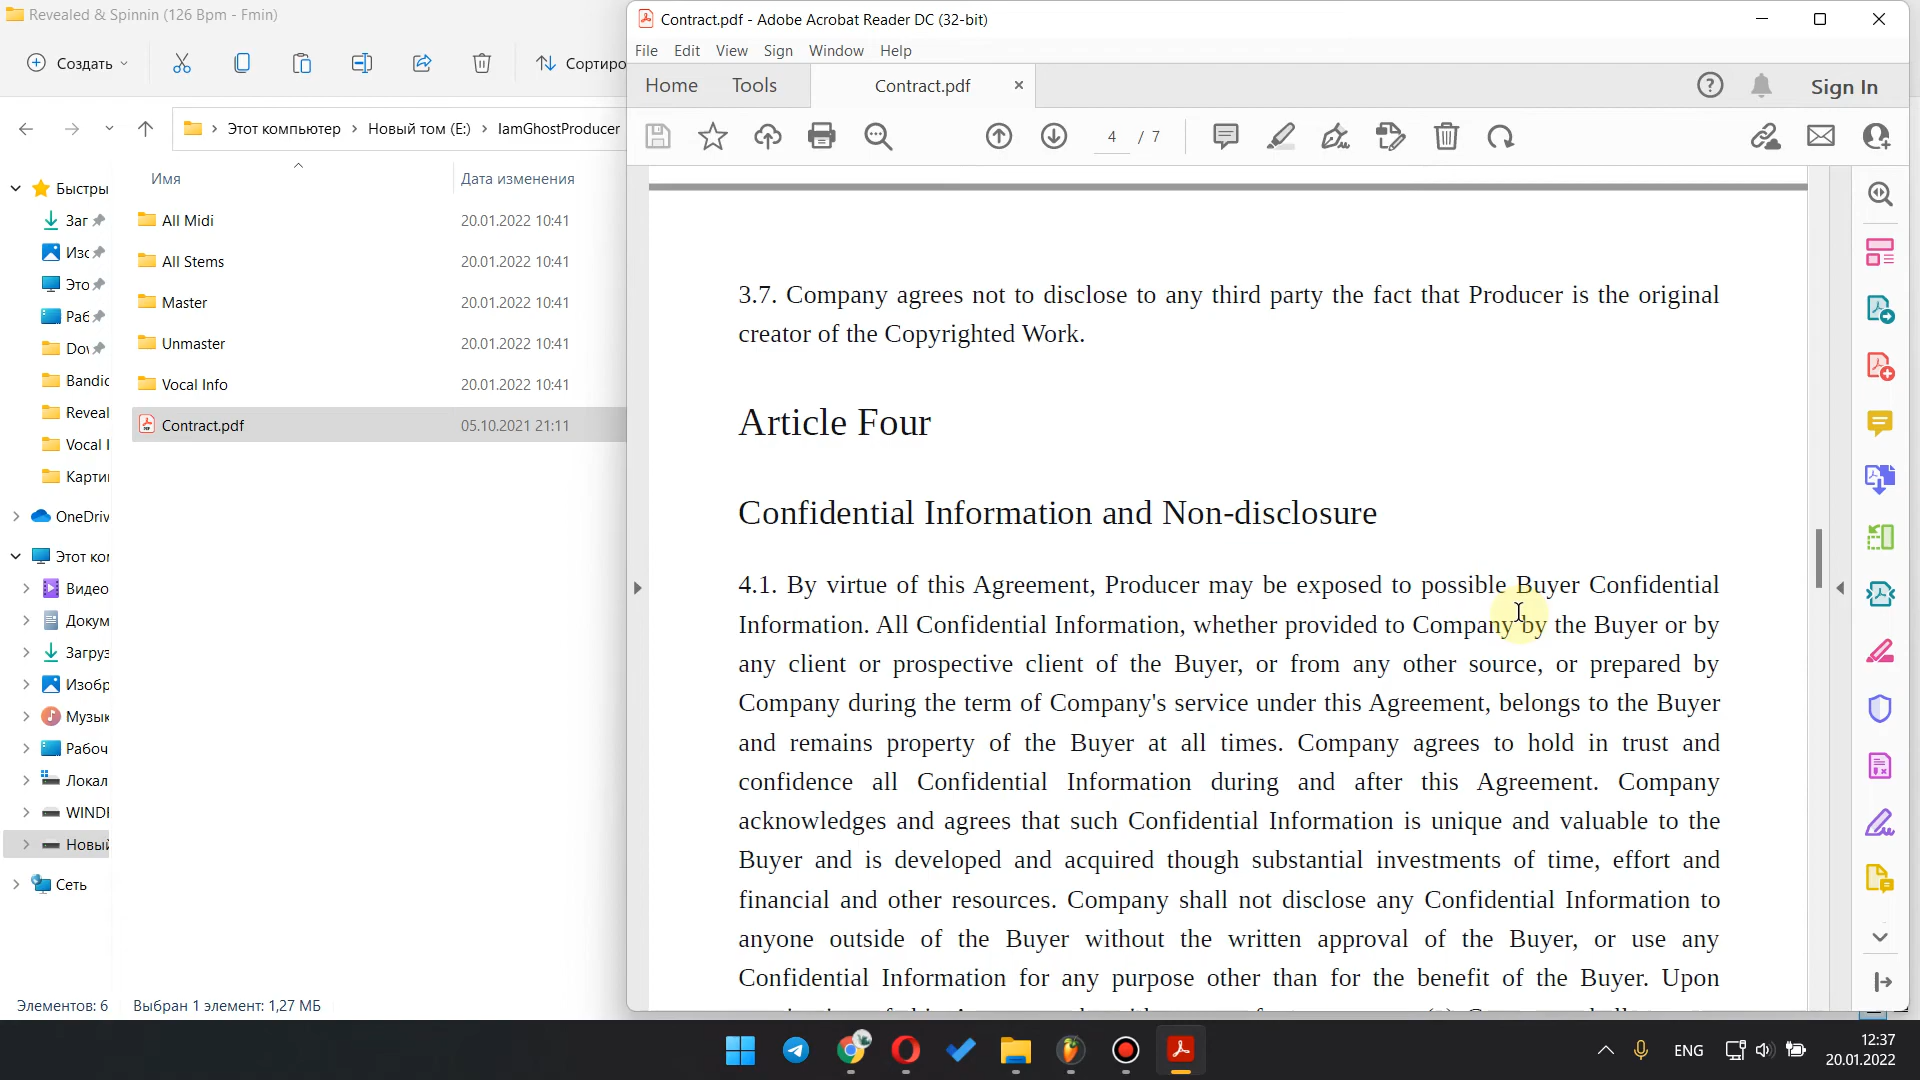 Revealed & Spinnin (126 Bpm - Fmin)
Создать
Сортиро
Этот компьютер › Новый том (E:) › IamGhostProducer
Имя
Дата изменения
Быстры
Заг
Изс
Это
Раб
Dov
Bandic
Reveal
Vocal I
Карти
OneDriv
Этот ко
Видео
Докум
Загруз
Изобр
Музык
Рабоч
Локал
WIND
Новый
Сеть
All Midi 20.01.2022 10:41
All Stems 20.01.2022 10:41
Master 20.01.2022 10:41
Unmaster 20.01.2022 10:41
Vocal Info 20.01.2022 10:41
Contract.pdf 05.10.2021 21:11
Элементов: 6 Выбран 1 элемент: 1,27 МБ
Contract.pdf - Adobe Acrobat Reader DC (32-bit)
File Edit View Sign Window Help
Home Tools Contract.pdf × Sign In
4 / 7
3.7. Company agrees not to disclose to any third party the fact that Producer is the original
creator of the Copyrighted Work.
Article Four
Confidential Information and Non-disclosure
4.1. By virtue of this Agreement, Producer may be exposed to possible Buyer Confidential
Information. All Confidential Information, whether provided to Company by the Buyer or by
any client or prospective client of the Buyer, or from any other source, or prepared by
Company during the term of Company's service under this Agreement, belongs to the Buyer
and remains property of the Buyer at all times. Company agrees to hold in trust and
confidence all Confidential Information during and after this Agreement. Company
acknowledges and agrees that such Confidential Information is unique and valuable to the
Buyer and is developed and acquired though substantial investments of time, effort and
financial and other resources. Company shall not disclose any Confidential Information to
anyone outside of the Buyer without the written approval of the Buyer, or use any
Confidential Information for any purpose other than for the benefit of the Buyer. Upon
ENG
12:37
20.01.2022